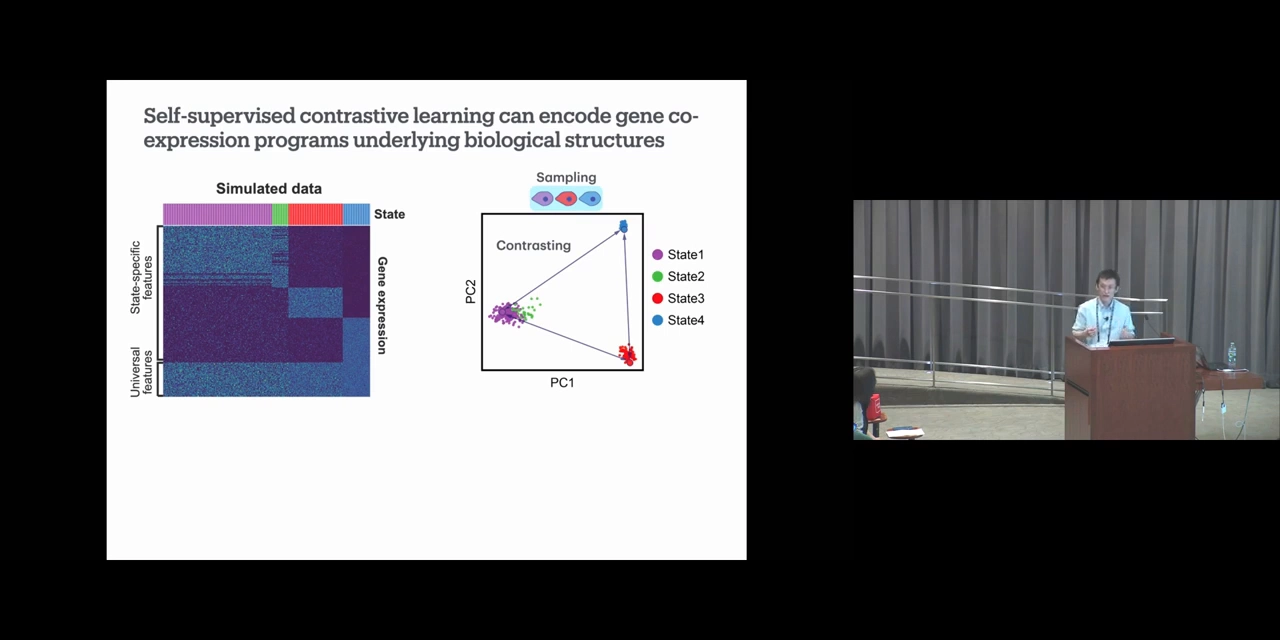 Self-supervised contrastive learning can encode gene co-
expression programs underlying biological structures
Simulated data
State
State-specific
features
Universal
features
Gene expression
Sampling
Contrasting
PC2
PC1
State1
State2
State3
State4